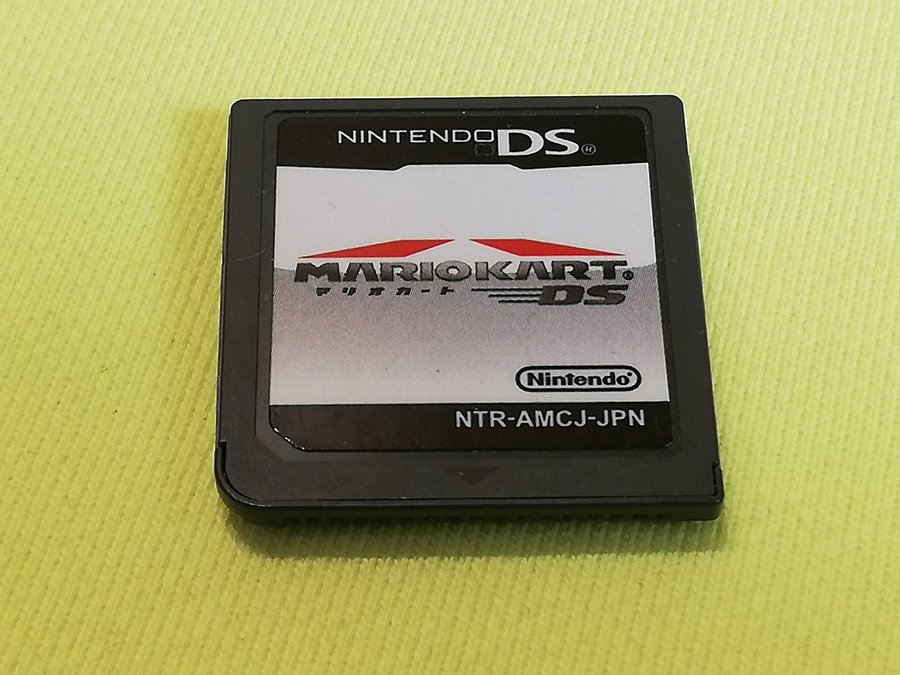 NINTENDO DS®
MARIOKART®
マリオカート DS
Nintendo®
NTR-AMCJ-JPN